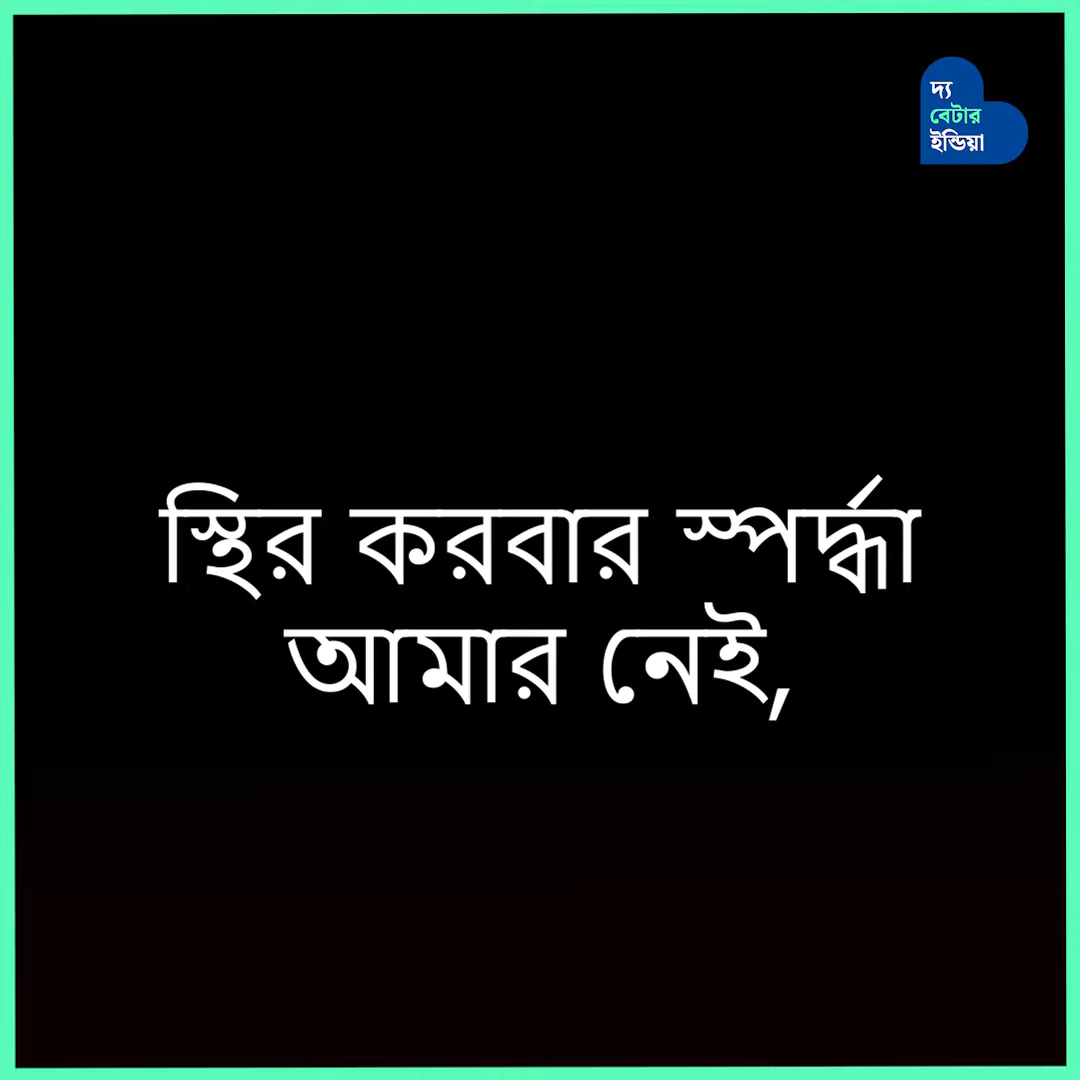 দ্য
বেটার
ইন্ডিয়া
স্থির করবার স্পর্দ্ধা
আমার নেই,